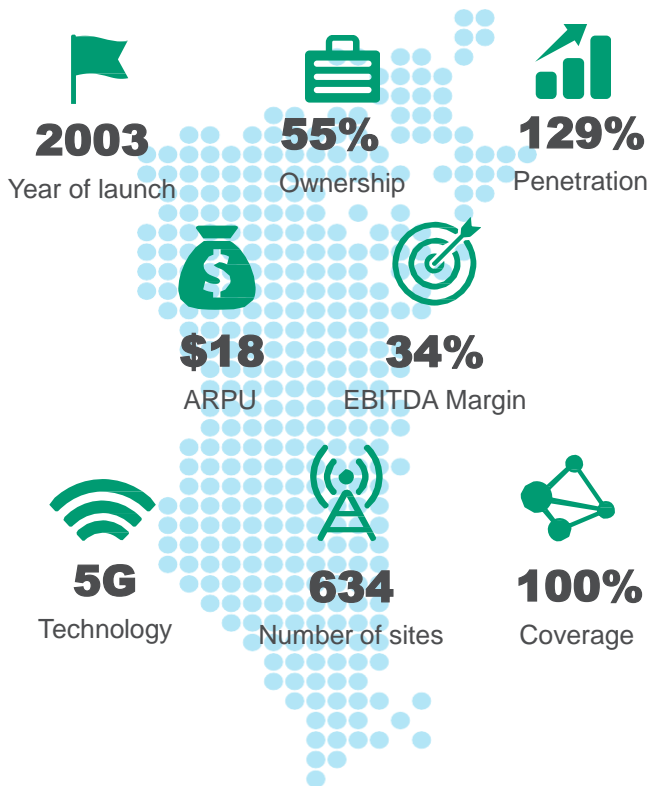 2003
55%
129%
Year of launch
Ownership
Penetration
$
$18
34%
ARPU
EBITDA Margin
5G
634
100%
Technology
Number of sites
Coverage